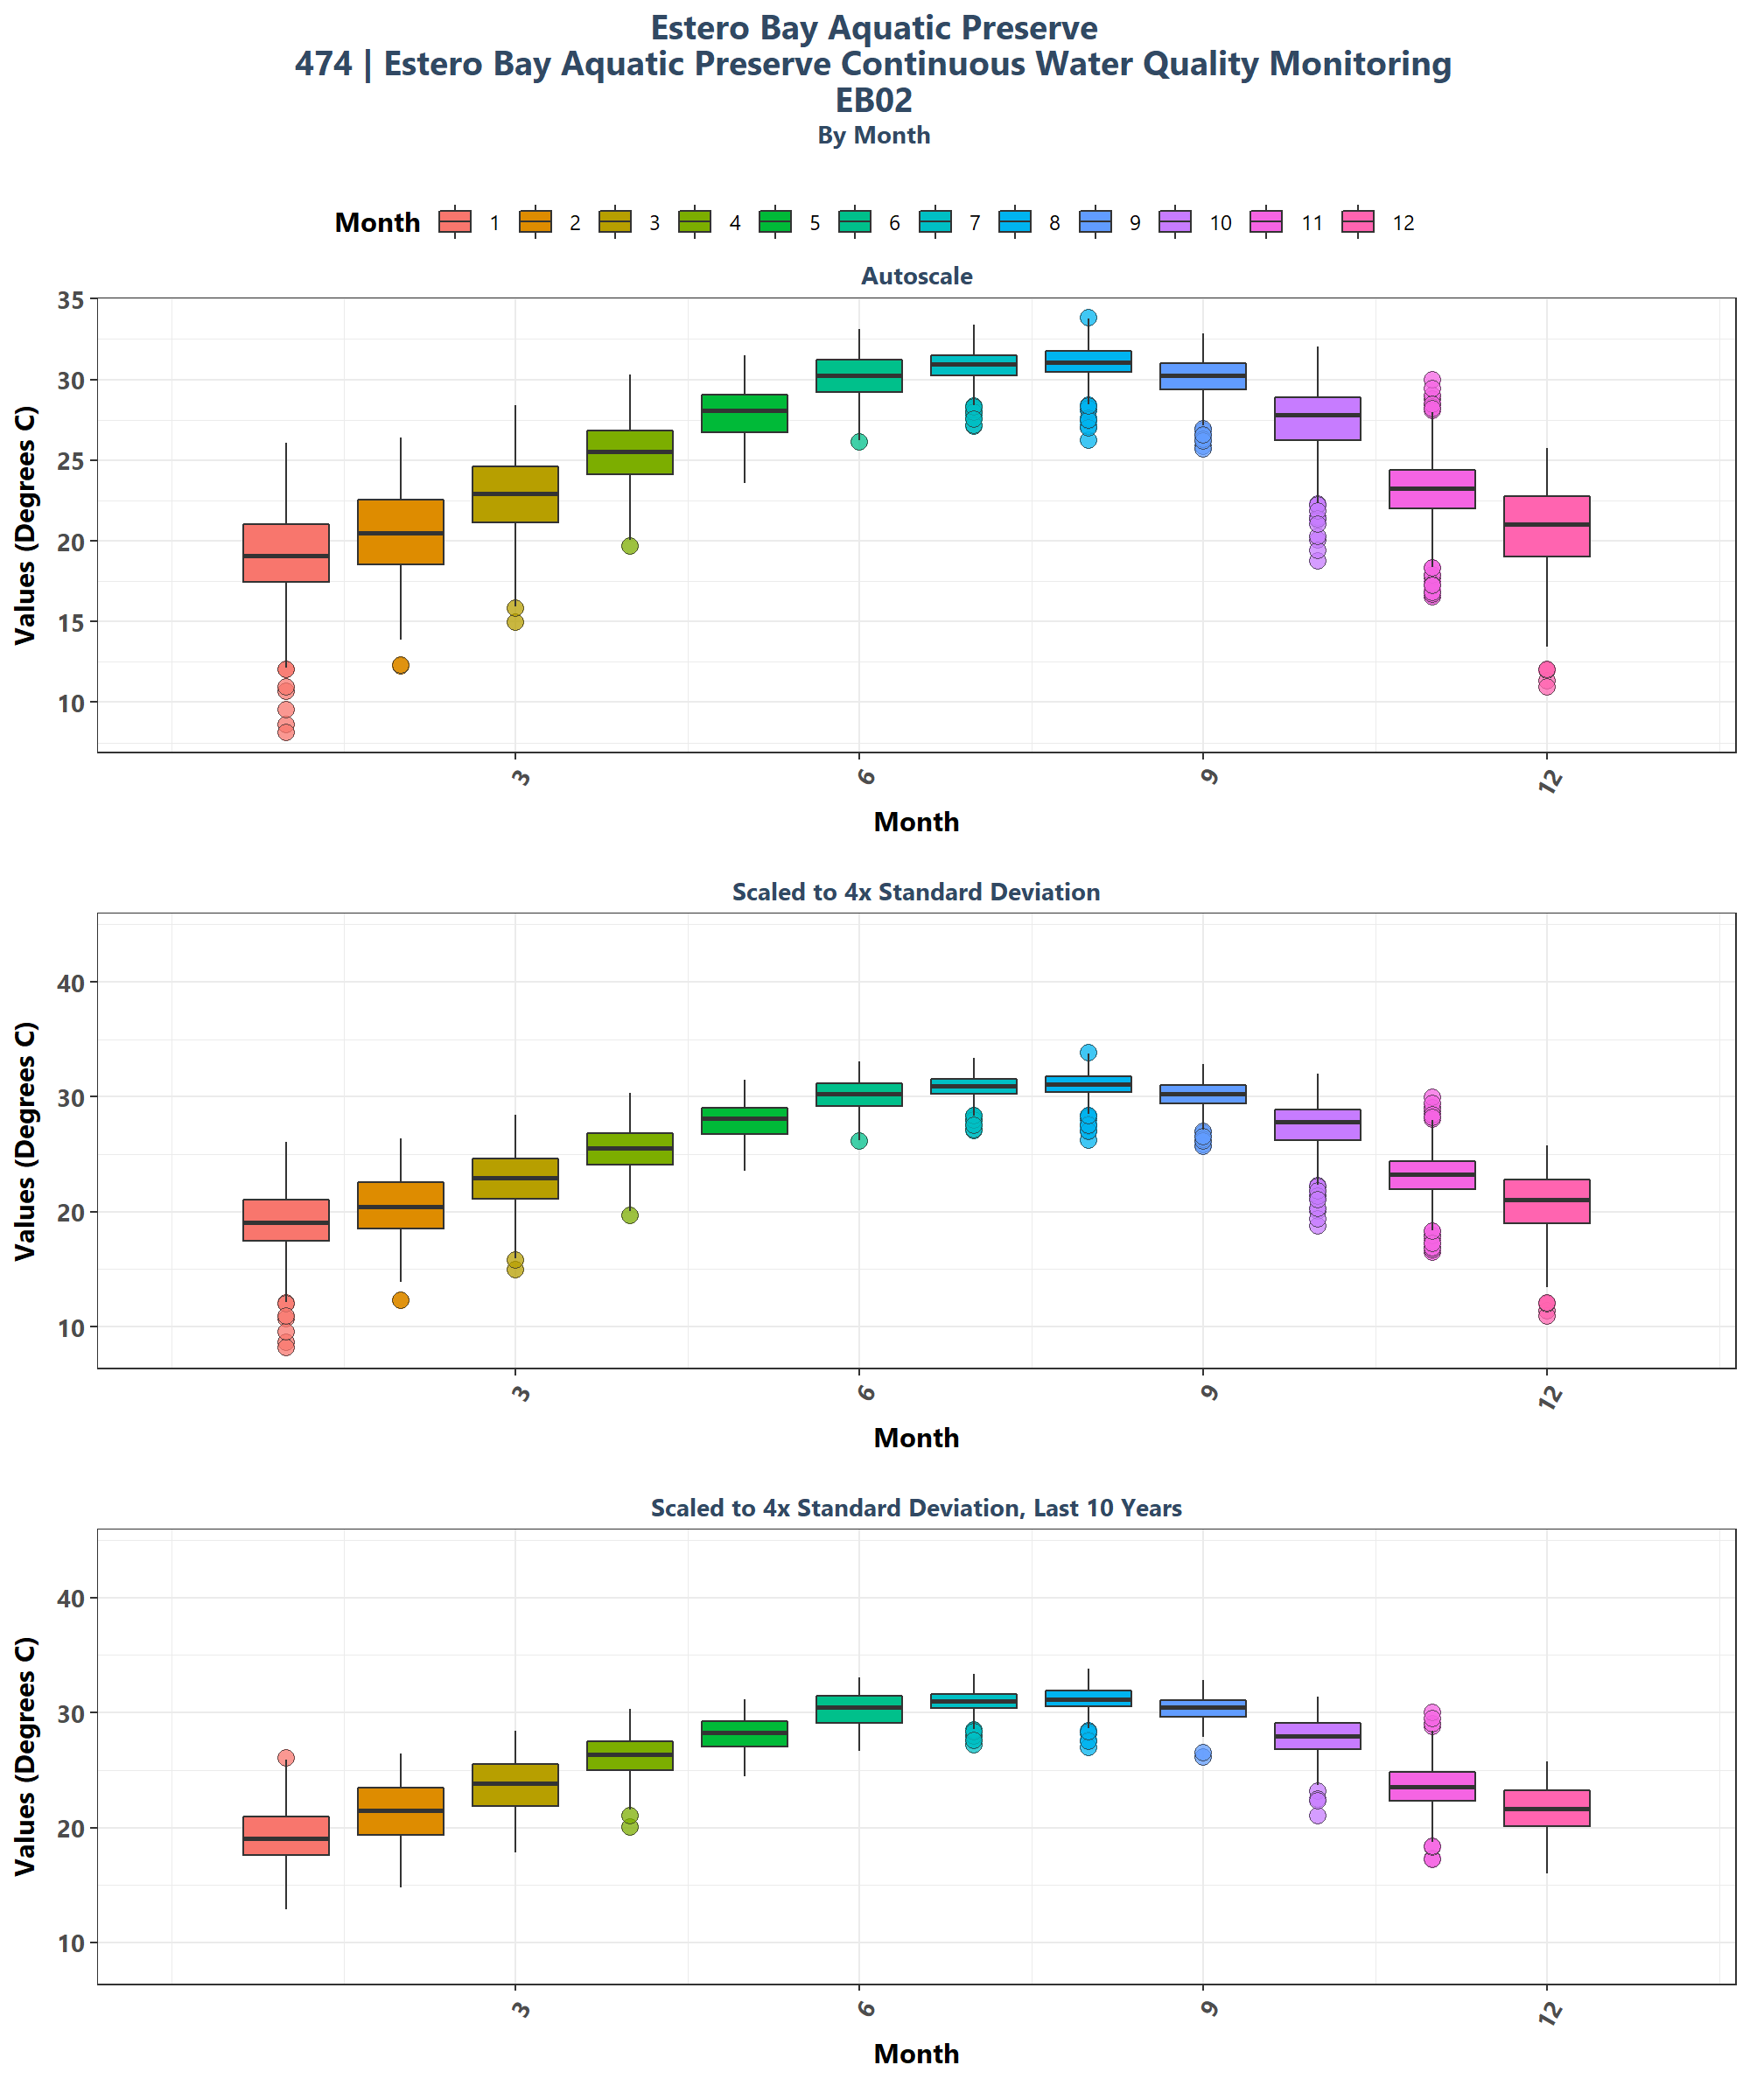 Estero Bay Aquatic Preserve
474 | Estero Bay Aquatic Preserve Continuous Water Quality Monitoring
EB02
By Month
Month 1 2 3 4 5 6 7 8 9 10 11 12
Autoscale
Values (Degrees C)
35
30
25
20
15
10
3 6 9 12
Month
Scaled to 4x Standard Deviation
Values (Degrees C)
40
30
20
10
3 6 9 12
Month
Scaled to 4x Standard Deviation, Last 10 Years
Values (Degrees C)
40
30
20
10
3 6 9 12
Month